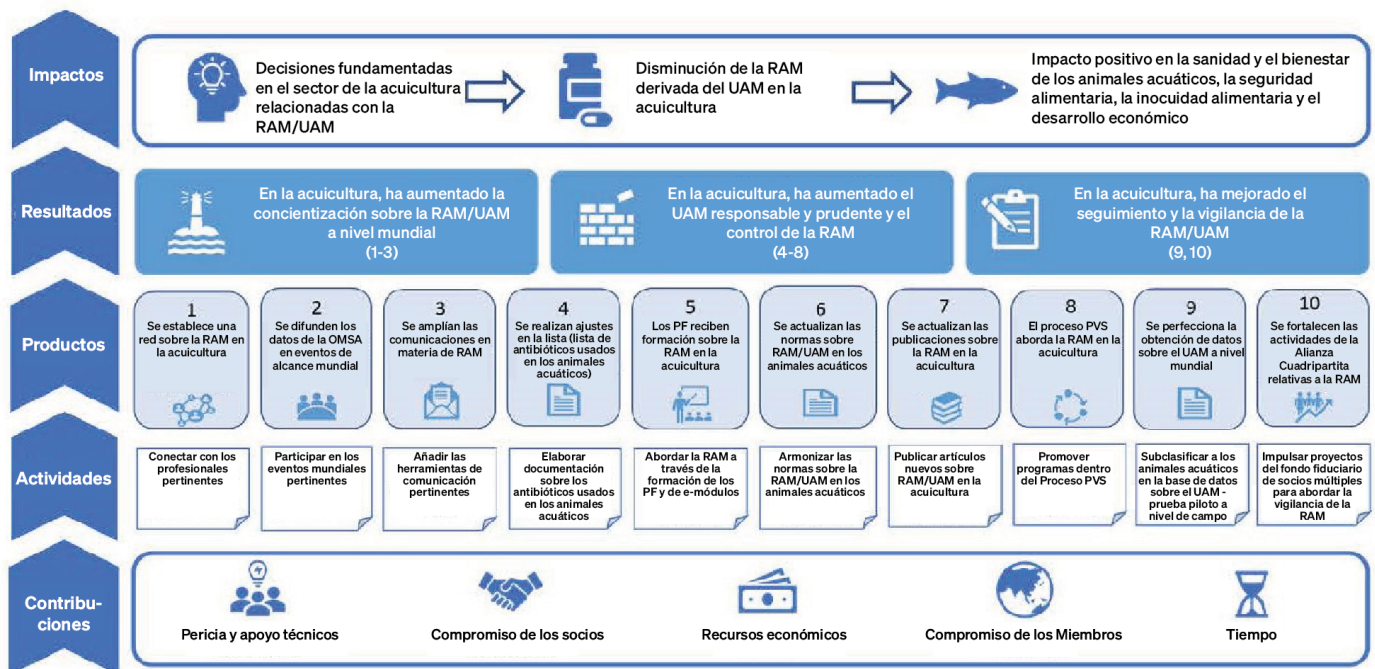 Impactos
Decisiones fundamentadas
en el sector de la acuicultura
relacionadas con la
RAM/UAM
Disminución de la RAM
derivada del UAM en la
acuicultura
Impacto positivo en la sanidad y el bienestar
de los animales acuáticos, la seguridad
alimentaria, la inocuidad alimentaria y el
desarrollo económico
Resultados
En la acuicultura, ha aumentado la
concientización sobre la RAM/UAM
a nivel mundial
(1-3)
En la acuicultura, ha aumentado el
UAM responsable y prudente y el
control de la RAM
(4-8)
En la acuicultura, ha mejorado el
seguimiento y la vigilancia de la
RAM/UAM
(9, 10)
Productos
1
Se establece una
red sobre la RAM en
la acuicultura
2
Se difunden los
datos de la OMSA
en eventos de
alcance mundial
3
Se amplían las
comunicaciones en
materia de RAM
4
Se realizan ajustes
en la lista (lista de
antibióticos usados
en los animales
acuáticos)
5
Los PF reciben
formación sobre la
RAM en la
acuicultura
6
Se actualizan las
normas sobre
RAM/UAM en los
animales acuáticos
7
Se actualizan las
publicaciones sobre
la RAM en la
acuicultura
8
El proceso PVS
aborda la RAM en la
acuicultura
9
Se perfecciona la
obtención de datos
sobre el UAM a nivel
mundial
10
Se fortalecen las
actividades de la
Alianza
Cuadripartita
relativas a la RAM
Actividades
Conectar con los
profesionales
pertinentes
Participar en los
eventos mundiales
pertinentes
Añadir las
herramientas de
comunicación
pertinentes
Elaborar
documentación
sobre los
antibióticos usados
en los animales
acuáticos
Abordar la RAM a
través de la
formación de los
PF y de e-módulos
Armonizar las
normas sobre la
RAM/UAM en los
animales acuáticos
Publicar artículos
nuevos sobre
RAM/UAM en la
acuicultura
Promover
programas dentro
del Proceso PVS
Subclasificar a los
animales acuáticos
en la base de datos
sobre el UAM -
prueba piloto a
nivel de campo
Impulsar proyectos
del fondo fiduciario
de socios múltiples
para abordar la
vigilancia de la
RAM
Contribu-
ciones
Pericia y apoyo técnicos
Compromiso de los socios
Recursos económicos
Compromiso de los Miembros
Tiempo